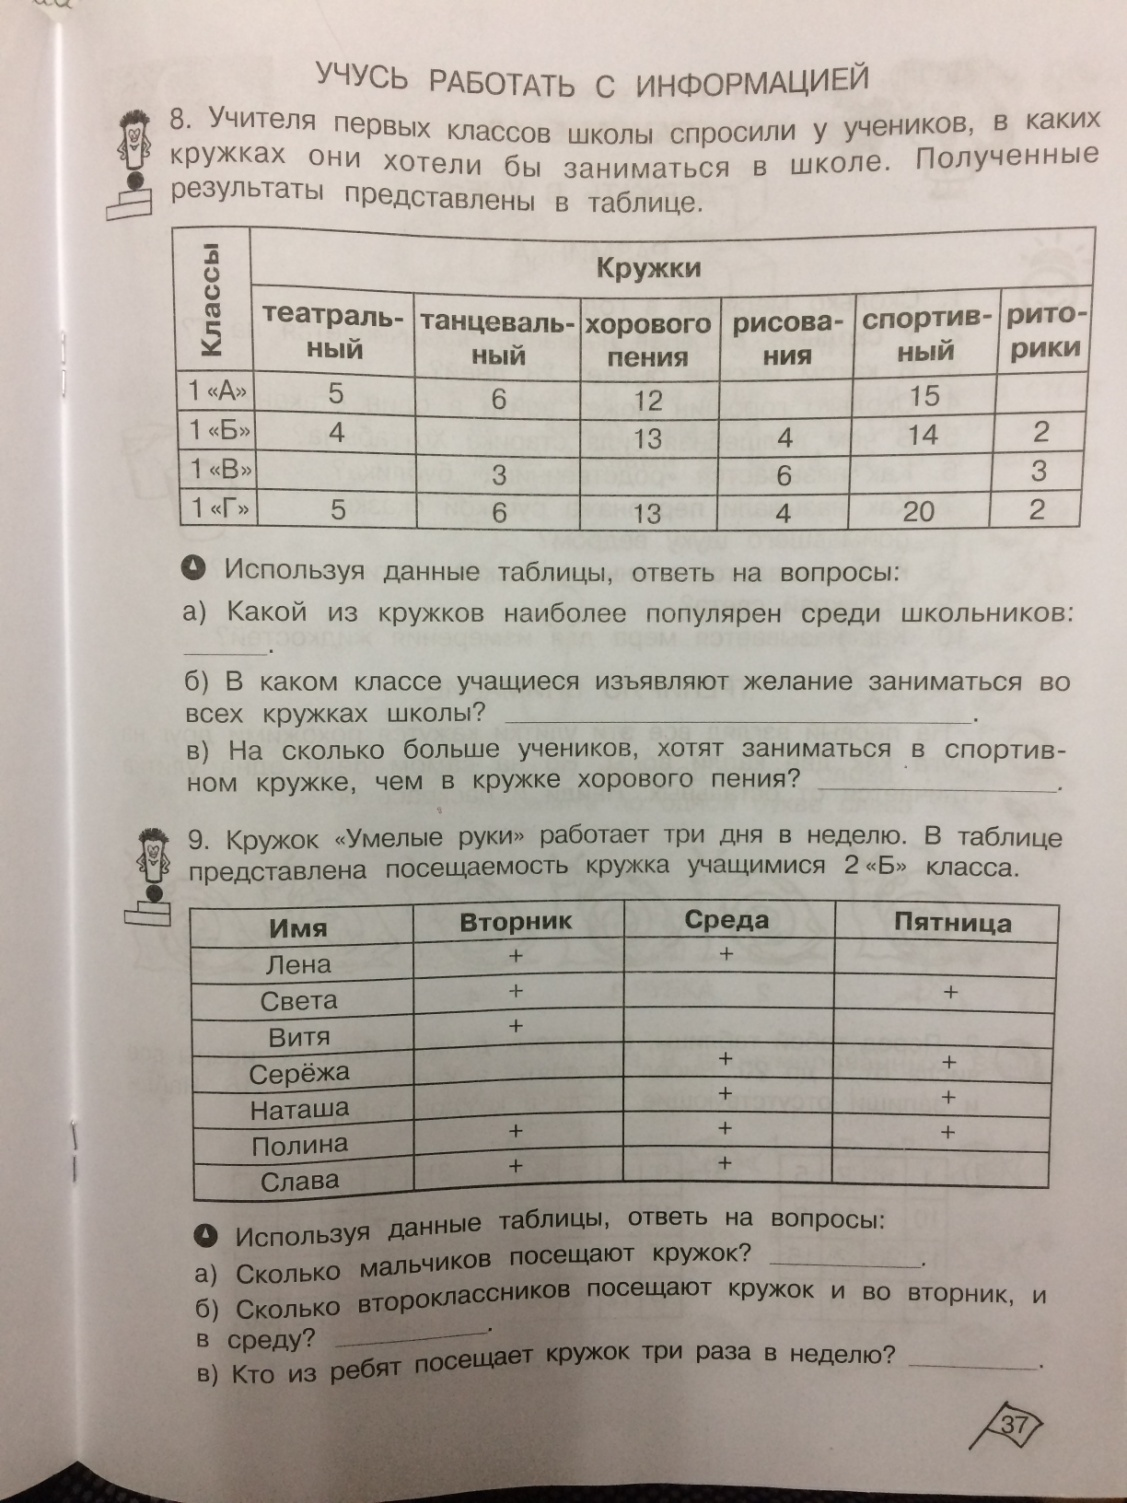 УЧУСЬ РАБОТАТЬ С ИНФОРМАЦИЕЙ
8. Учителя первых классов школы спросили у учеников, в каких
кружках они хотели бы заниматься в школе. Полученные
результаты представлены в таблице.
Классы
Кружки
театраль- танцеваль- хорового рисова- спортив- рито-
ный ный пения ния ный рики
1 «А» 5 6 12 15
1 «Б» 4 13 4 14 2
1 «В» 3 6 3
1 «Г» 5 6 13 4 20 2
Используя данные таблицы, ответь на вопросы:
а) Какой из кружков наиболее популярен среди школьников:
______.
б) В каком классе учащиеся изъявляют желание заниматься во
всех кружках школы? ______.
в) На сколько больше учеников, хотят заниматься в спортив-
ном кружке, чем в кружке хорового пения? ______.
9. Кружок «Умелые руки» работает три дня в неделю. В таблице
представлена посещаемость кружка учащимися 2 «Б» класса.
Имя Вторник Среда Пятница
Лена + +
Света + +
Витя +
Серёжа + +
Наташа + +
Полина + + +
Слава + +
Используя данные таблицы, ответь на вопросы:
а) Сколько мальчиков посещают кружок? ______.
б) Сколько второклассников посещают кружок и во вторник, и
в среду? ______.
в) Кто из ребят посещает кружок три раза в неделю? ______.
37